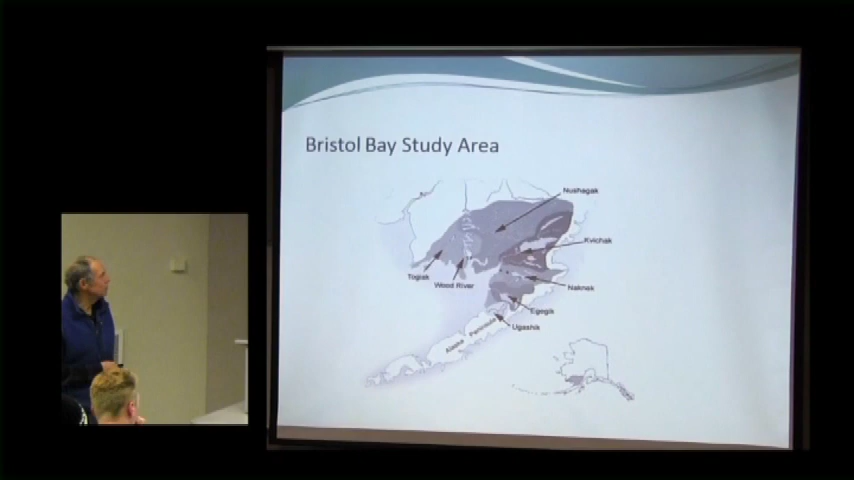 Bristol Bay Study Area
Nushagak
Kvichak
Togiak
Wood River
Naknek
Egegik
Ugashik
Alaska Peninsula